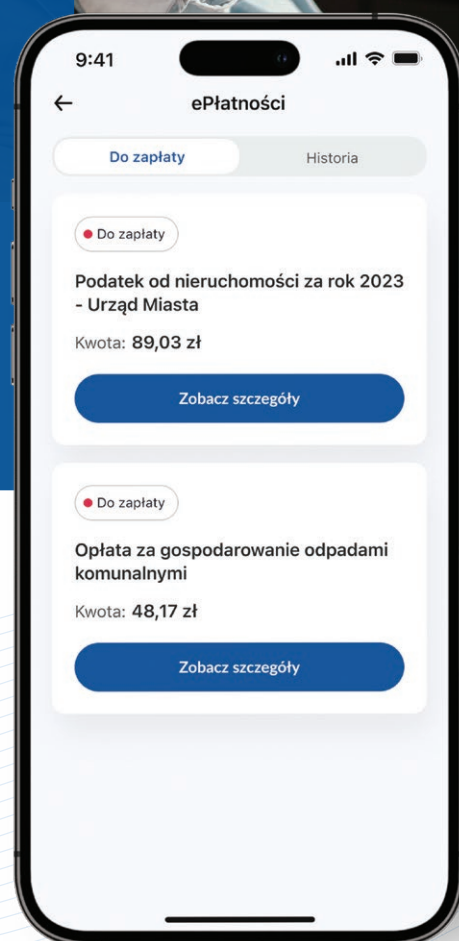 9:41
ePłatności
Do zapłaty
Historia
Do zapłaty
Podatek od nieruchomości za rok 2023
- Urząd Miasta
Kwota: 89,03 zł
Zobacz szczegóły
Do zapłaty
Opłata za gospodarowanie odpadami
komunalnymi
Kwota: 48,17 zł
Zobacz szczegóły